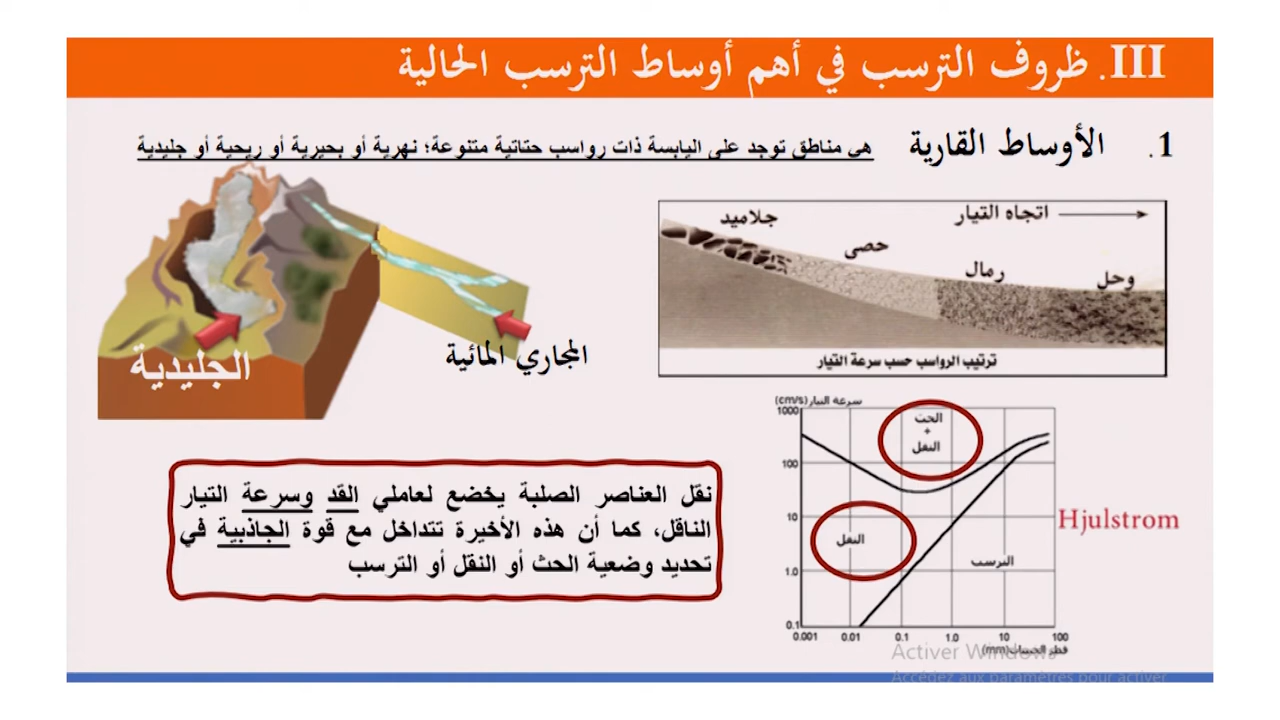 III. ظروف الترسب في أهم أوساط الترسب الحالية
1. الأوساط القارية هي مناطق توجد على اليابسة ذات رواسب حتاتية متنوعة؛ نهرية أو بحيرية أو ريحية أو جليدية
اتجاه التيار
جلاميد
حصى
رمال
وحل
ترتيب الرواسب حسب سرعة التيار
المجاري المائية
الجليدية
سرعة التيار(cm/s)
1000
100
10
1.0
0.1
الحت
+
النقل
النقل
الترسب
Hjulstrom
0.001 0.01 0.1 1.0 10 100
قطر الحبيبات(mm)
نقل العناصر الصلبة يخضع لعاملي القد وسرعة التيار
الناقل، كما أن هذه الأخيرة تتداخل مع قوة الجاذبية في
تحديد وضعية الحث أو النقل أو الترسب
Activer Windows
Accédez aux paramètres pour activer